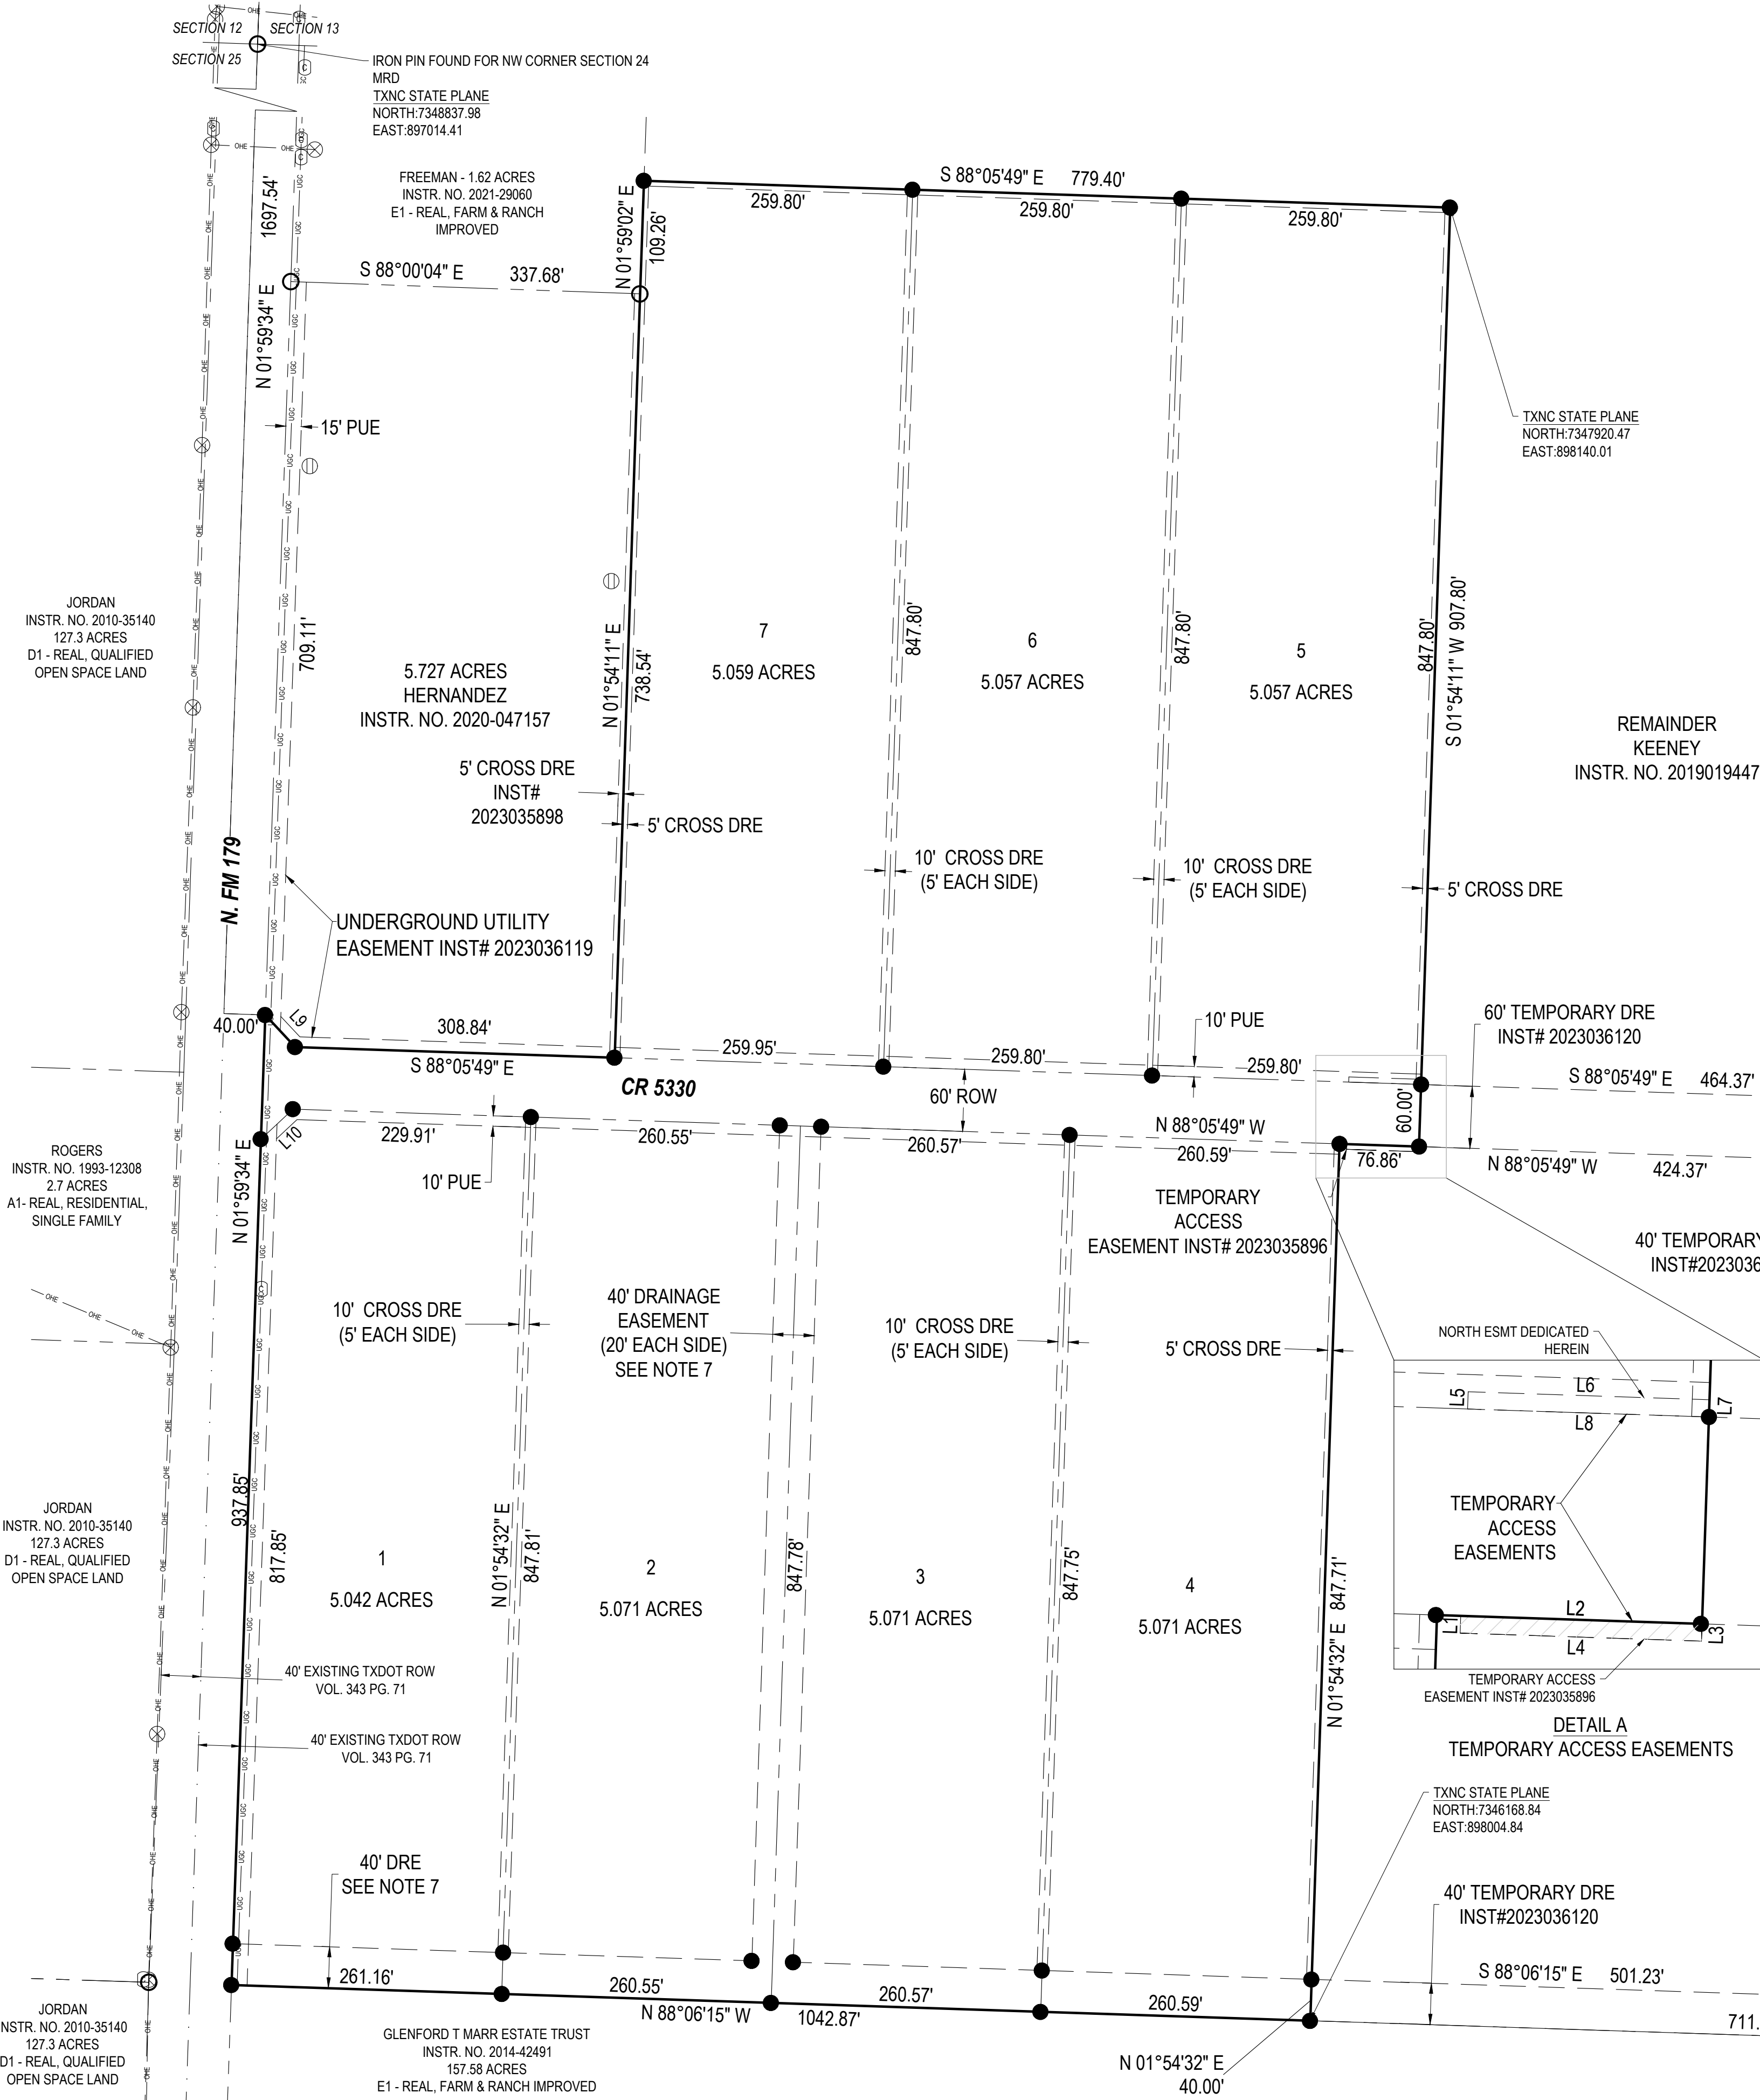 SECTION 12
SECTION 13
SECTION 25
IRON PIN FOUND FOR NW CORNER SECTION 24
MRD
TXNC STATE PLANE
NORTH:7348837.98
EAST:897014.41
FREEMAN - 1.62 ACRES
INSTR. NO. 2021-29060
E1 - REAL, FARM & RANCH
IMPROVED
1697.54'
N 01°59'34" E
S 88°00'04" E 337.68'
N 01°59'02" E
109.26'
S 88°05'49" E 779.40'
259.80'
259.80'
259.80'
TXNC STATE PLANE
NORTH:7347920.47
EAST:898140.01
15' PUE
JORDAN
INSTR. NO. 2010-35140
127.3 ACRES
D1 - REAL, QUALIFIED
OPEN SPACE LAND
709.11'
5.727 ACRES
HERNANDEZ
INSTR. NO. 2020-047157
N 01°54'11" E
738.54'
7
5.059 ACRES
847.80'
6
5.057 ACRES
847.80'
5
5.057 ACRES
847.80'
S 01°54'11" W 907.80'
REMAINDER
KEENEY
INSTR. NO. 2019019447
5' CROSS DRE
INST#
2023035898
5' CROSS DRE
10' CROSS DRE
(5' EACH SIDE)
10' CROSS DRE
(5' EACH SIDE)
5' CROSS DRE
N. FM 179
UNDERGROUND UTILITY
EASEMENT INST# 2023036119
40.00'
L9
308.84'
S 88°05'49" E
259.95'
259.80'
10' PUE
259.80'
60' TEMPORARY DRE
INST# 2023036120
S 88°05'49" E 464.37'
CR 5330
60' ROW
60.00'
N 88°05'49" W
L10
229.91'
260.55'
260.57'
260.59'
76.86'
N 88°05'49" W 424.37'
10' PUE
ROGERS
INSTR. NO. 1993-12308
2.7 ACRES
A1- REAL, RESIDENTIAL,
SINGLE FAMILY
N 01°59'34" E
TEMPORARY
ACCESS
EASEMENT INST# 2023035896
40' TEMPORARY
INST#2023036
10' CROSS DRE
(5' EACH SIDE)
40' DRAINAGE
EASEMENT
(20' EACH SIDE)
SEE NOTE 7
10' CROSS DRE
(5' EACH SIDE)
5' CROSS DRE
NORTH ESMT DEDICATED
HEREIN
L5
L6
L7
L8
TEMPORARY
ACCESS
EASEMENTS
L1
L2
L3
L4
TEMPORARY ACCESS
EASEMENT INST# 2023035896
DETAIL A
TEMPORARY ACCESS EASEMENTS
JORDAN
INSTR. NO. 2010-35140
127.3 ACRES
D1 - REAL, QUALIFIED
OPEN SPACE LAND
937.85'
817.85'
1
5.042 ACRES
N 01°54'32" E
847.81'
2
5.071 ACRES
847.78'
3
5.071 ACRES
847.75'
4
5.071 ACRES
N 01°54'32" E 847.71'
40' EXISTING TXDOT ROW
VOL. 343 PG. 71
40' EXISTING TXDOT ROW
VOL. 343 PG. 71
TXNC STATE PLANE
NORTH:7346168.84
EAST:898004.84
40' DRE
SEE NOTE 7
40' TEMPORARY DRE
INST#2023036120
S 88°06'15" E 501.23'
261.16'
260.55'
260.57'
260.59'
N 88°06'15" W 1042.87'
711.
JORDAN
NSTR. NO. 2010-35140
127.3 ACRES
D1 - REAL, QUALIFIED
OPEN SPACE LAND
GLENFORD T MARR ESTATE TRUST
INSTR. NO. 2014-42491
157.58 ACRES
E1 - REAL, FARM & RANCH IMPROVED
N 01°54'32" E
40.00'